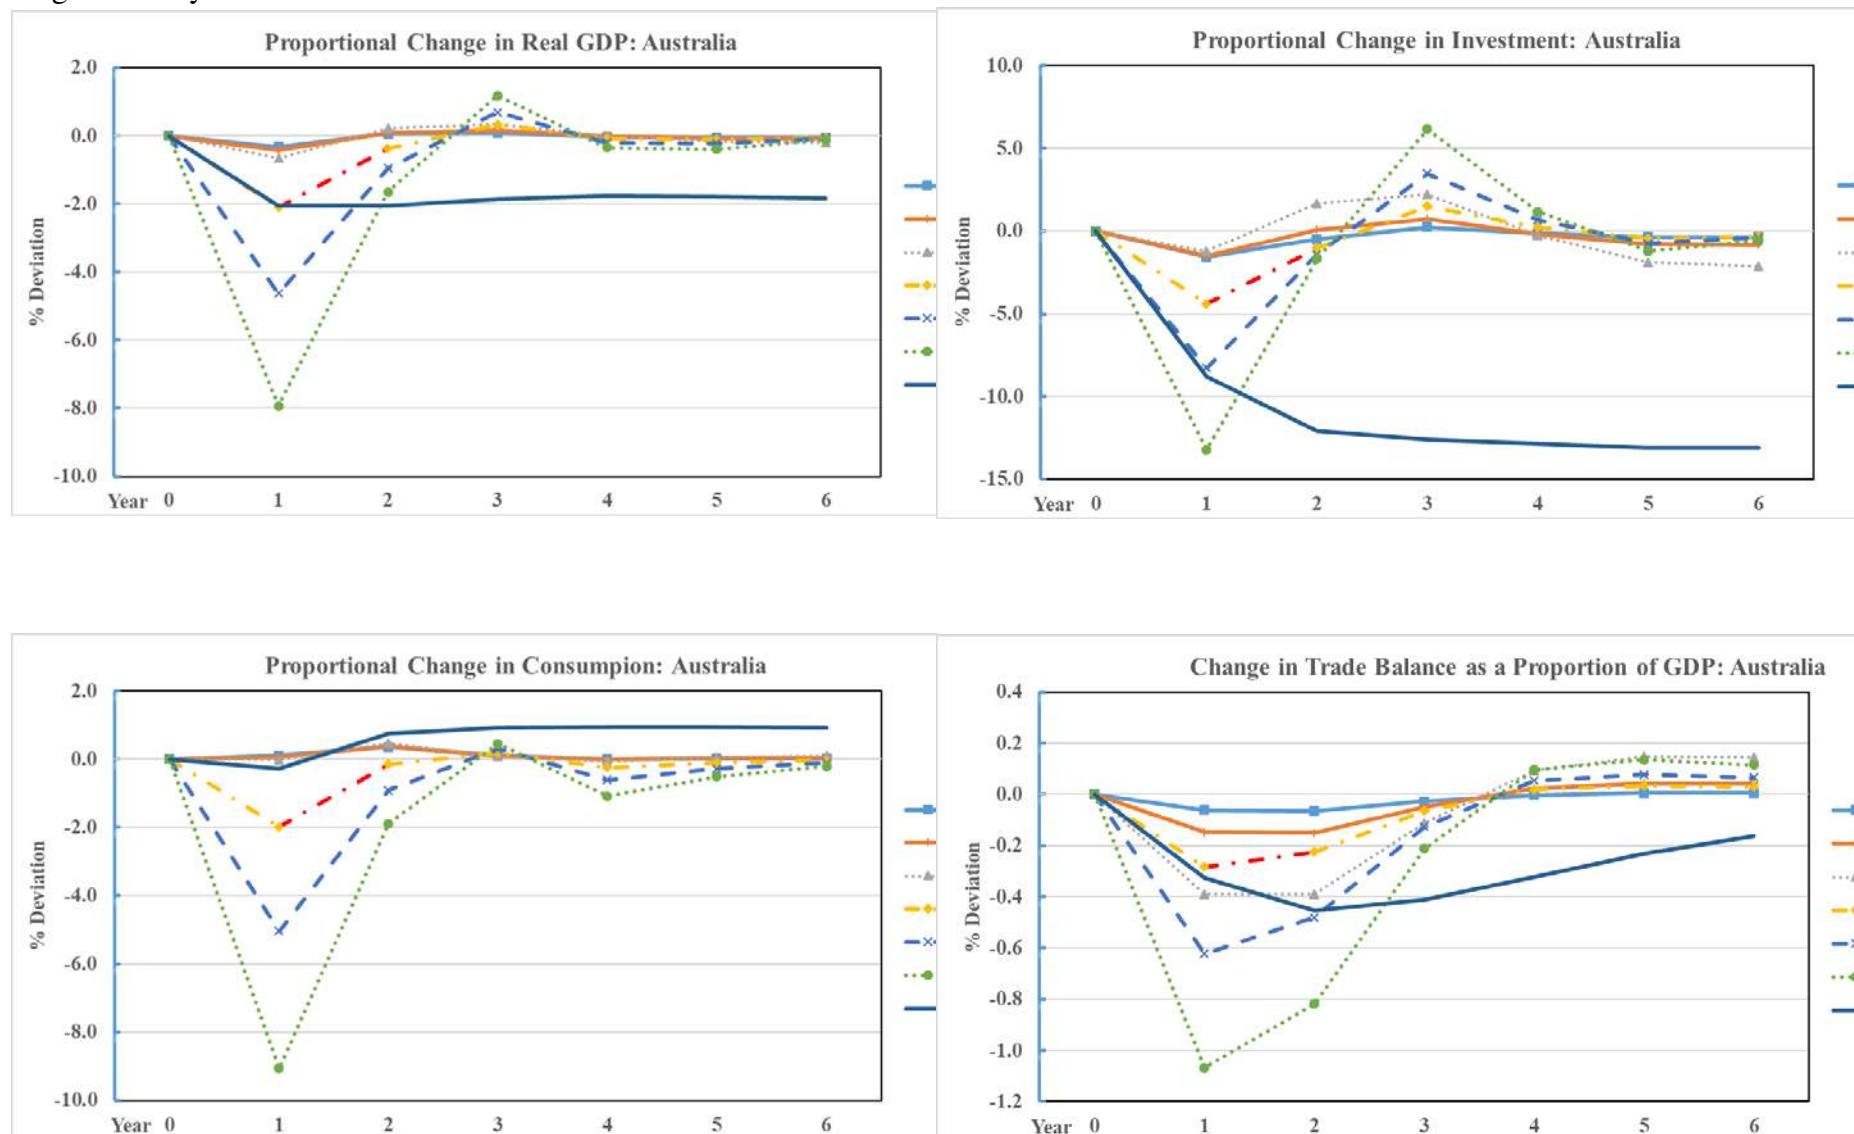 Proportional Change in Real GDP: Australia
2.0
0.0
-2.0
-4.0
-6.0
-8.0
-10.0
% Deviation
Year 0 1 2 3 4 5 6
Proportional Change in Investment: Australia
10.0
5.0
0.0
-5.0
-10.0
-15.0
% Deviation
Year 0 1 2 3 4 5 6
Proportional Change in Consumpion: Australia
2.0
0.0
-2.0
-4.0
-6.0
-8.0
-10.0
% Deviation
Year 0 1 2 3 4 5 6
Change in Trade Balance as a Proportion of GDP: Australia
0.4
0.2
0.0
-0.2
-0.4
-0.6
-0.8
-1.0
-1.2
% Deviation
Year 0 1 2 3 4 5 6